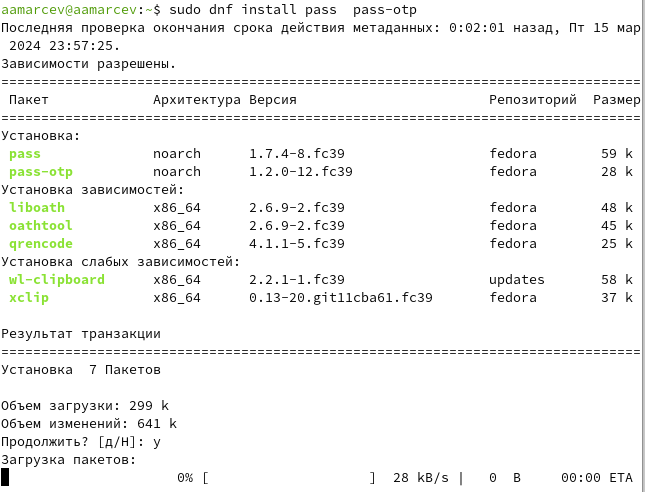 aamarcev@aamarcev:~$ sudo dnf install pass  pass-otp
Последняя проверка окончания срока действия метаданных: 0:02:01 назад, Пт 15 мар
 2024 23:57:25.
Зависимости разрешены.
================================================================================
 Пакет             Архитектура Версия                      Репозиторий  Размер
================================================================================
Установка:
 pass              noarch      1.7.4-8.fc39                fedora        59 k
 pass-otp          noarch      1.2.0-12.fc39               fedora        28 k
Установка зависимостей:
 liboath           x86_64      2.6.9-2.fc39                fedora        48 k
 oathtool          x86_64      2.6.9-2.fc39                fedora        45 k
 qrencode          x86_64      4.1.1-5.fc39                fedora        25 k
Установка слабых зависимостей:
 wl-clipboard      x86_64      2.2.1-1.fc39                updates       58 k
 xclip             x86_64      0.13-20.git11cba61.fc39     fedora        37 k

Результат транзакции
================================================================================
Установка  7 Пакетов

Объем загрузки: 299 k
Объем изменений: 641 k
Продолжить? [д/Н]: y
Загрузка пакетов:
                      0% [                    ]  28 kB/s |   0  B     00:00 ETA